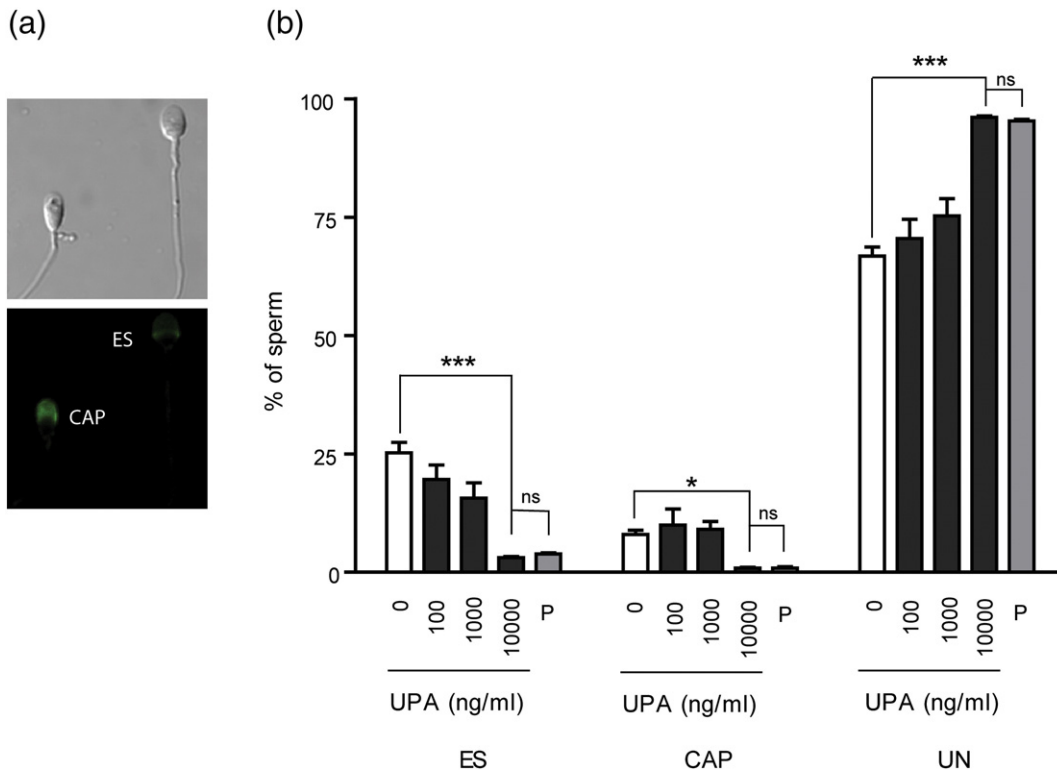 (a)
(b)
ES
CAP
% of sperm
100
75
50
25
0
***
ns
*
ns
***
ns
0 100 1000 10000 P
0 100 1000 10000 P
0 100 1000 10000 P
UPA (ng/ml) UPA (ng/ml) UPA (ng/ml)
ES CAP UN